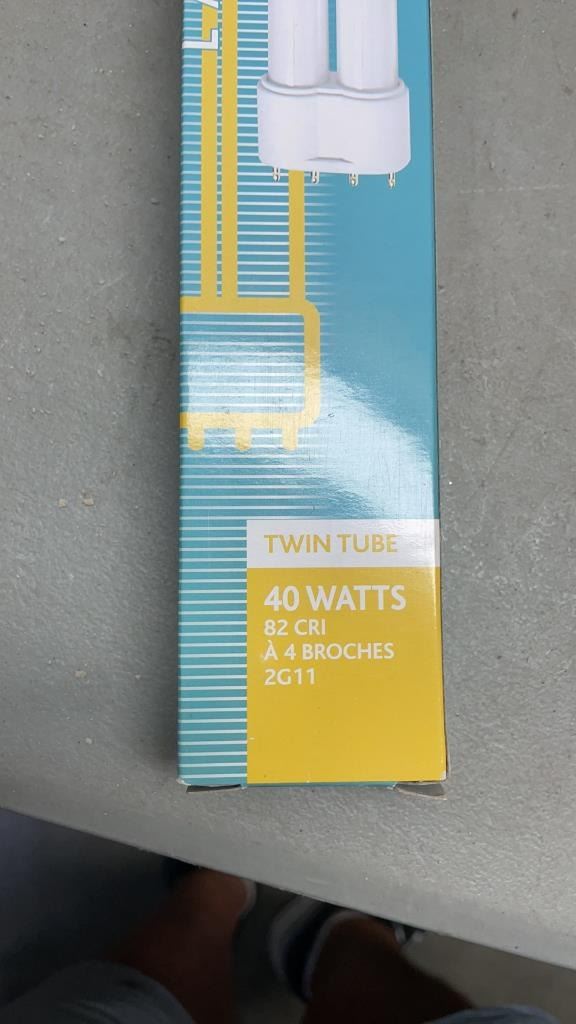 TWIN TUBE
40 WATTS
82 CRI
À 4 BROCHES
2G11